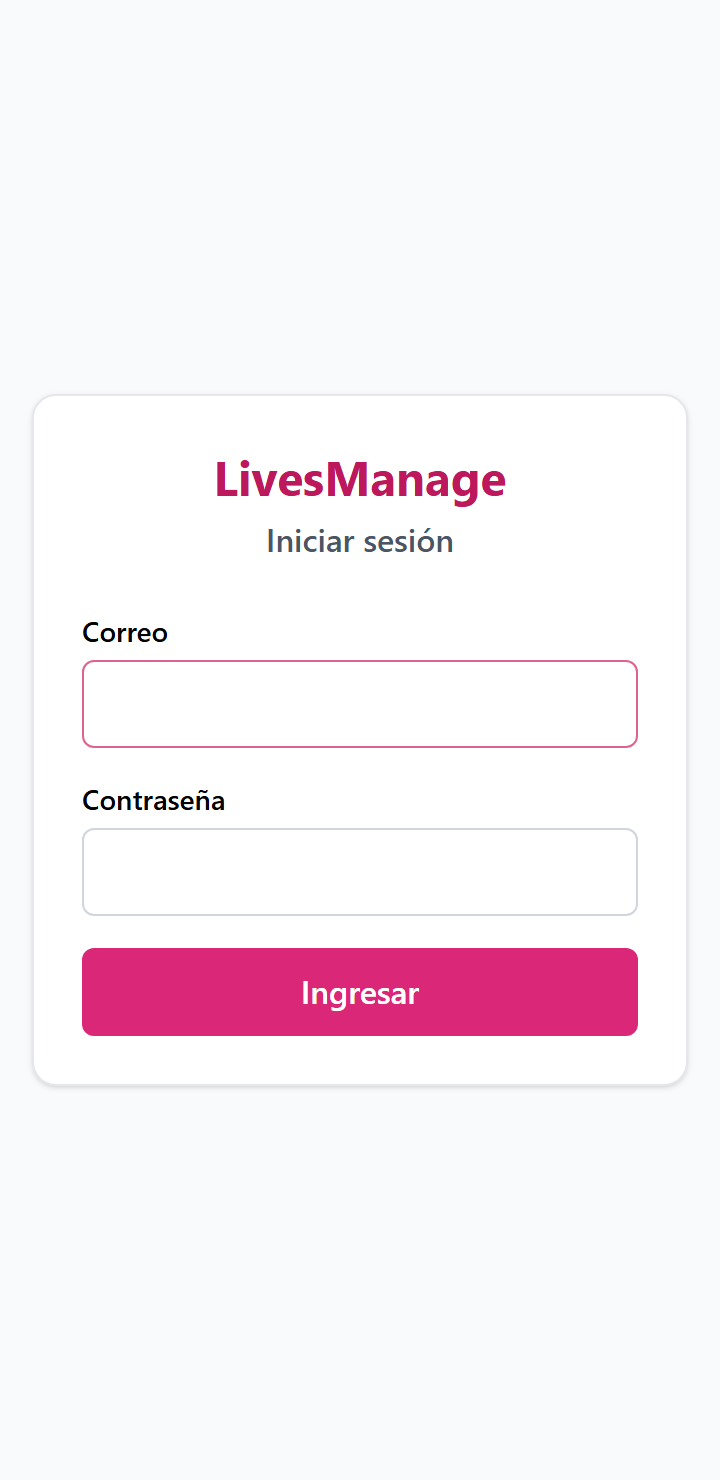 LivesManage
Iniciar sesión
Correo
Contraseña
Ingresar